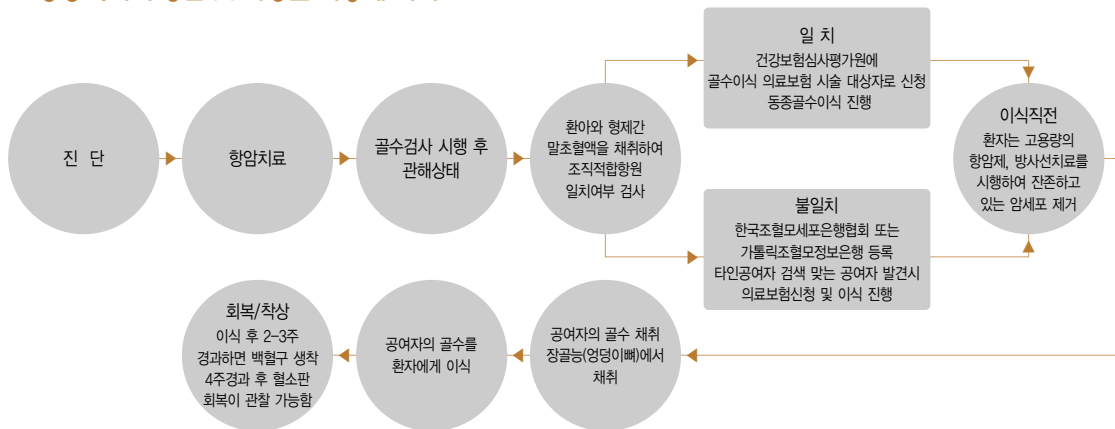 진 단
항암치료
골수검사 시행 후
관해상태
환아와 형제간
말초혈액을 채취하여
조직적합항원
일치여부 검사
일 치
건강보험심사평가원에
골수이식 의료보험 시술 대상자로 신청
동종골수이식 진행
불일치
한국조혈모세포은행협회 또는
가톨릭조혈모정보은행 등록
타인공여자 검색 맞는 공여자 발견시
의료보험신청 및 이식 진행
이식직전
환자는 고용량의
항암제, 방사선치료를
시행하여 잔존하고
있는 암세포 제거
공여자의 골수 채취
장골능(엉덩이뼈)에서
채취
공여자의 골수를
환자에게 이식
회복/착상
이식 후 2-3주
경과하면 백혈구 생착
4주경과 후 혈소판
회복이 관찰 가능함